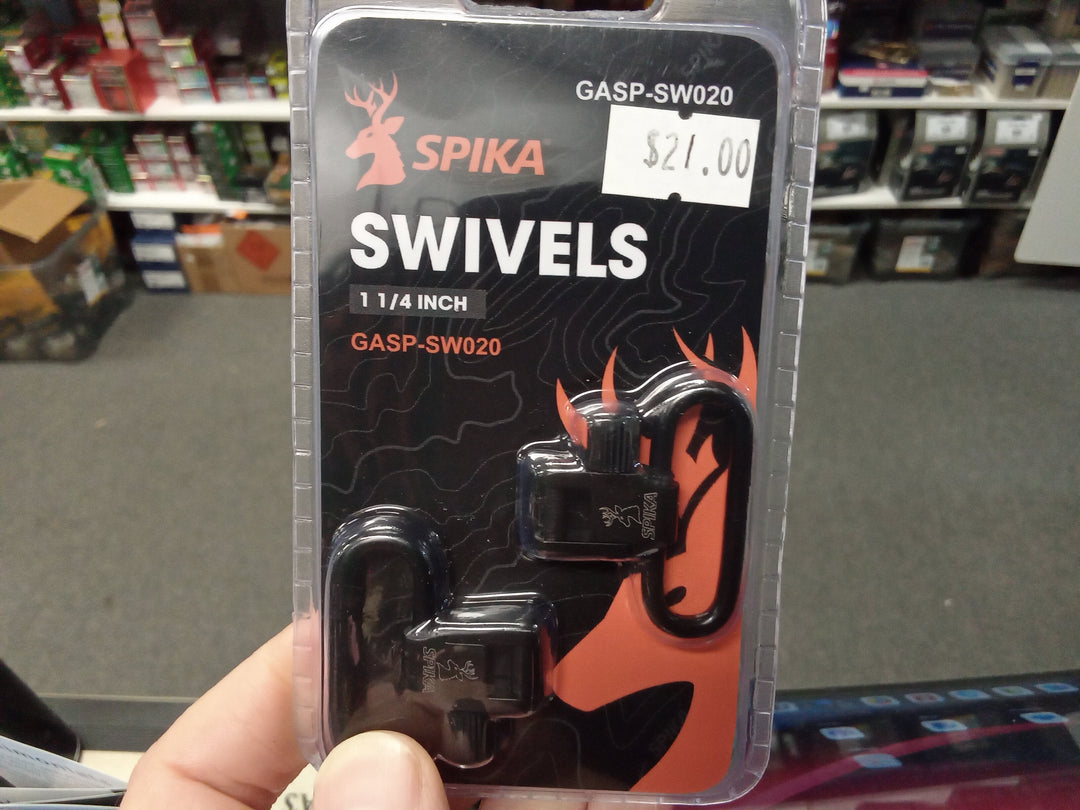 GASP-SW020
$21.00
SPIKA
SWIVELS
1 1/4 INCH
GASP-SW020
SPIKA
SPIKA